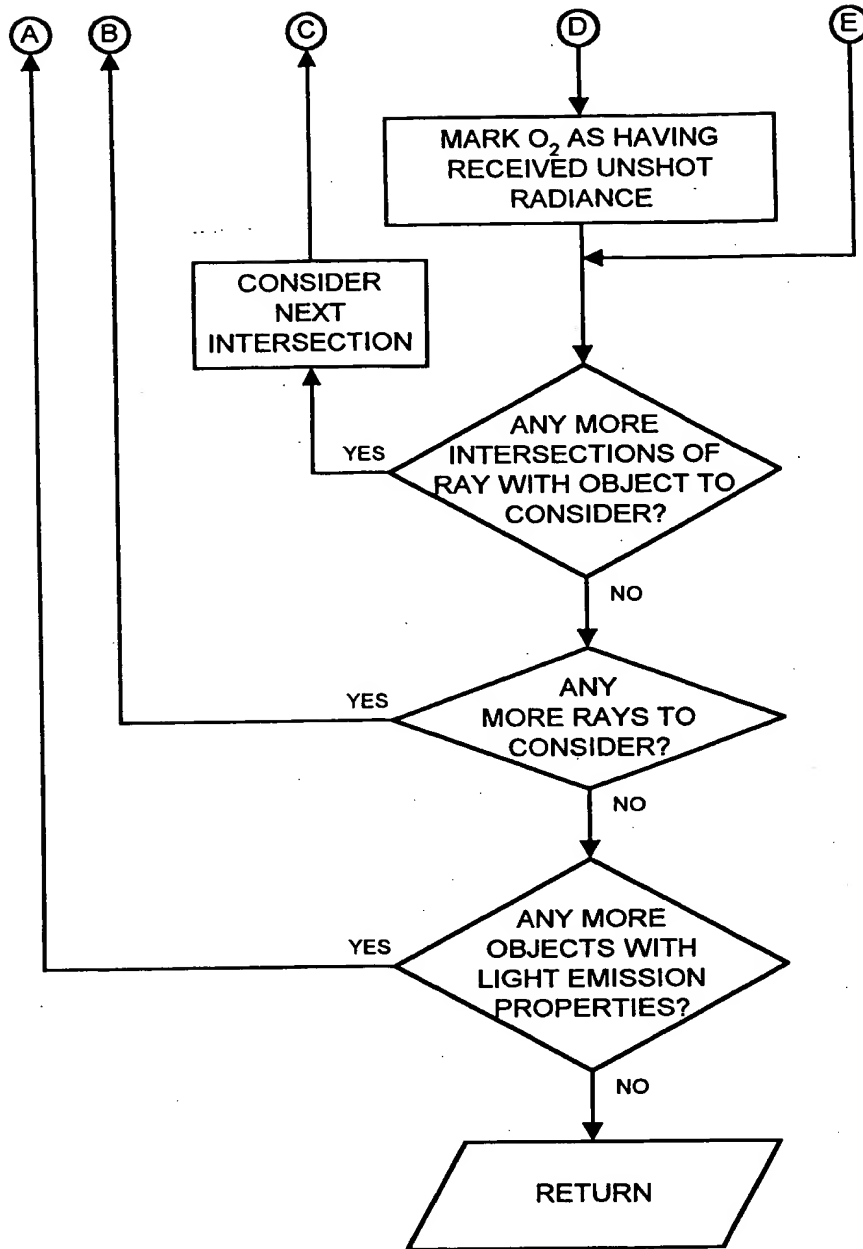 A B C D E
MARK O₂ AS HAVING
RECEIVED UNSHOT
RADIANCE
CONSIDER
NEXT
INTERSECTION
YES
ANY MORE
INTERSECTIONS OF
RAY WITH OBJECT TO
CONSIDER?
NO
YES
ANY
MORE RAYS TO
CONSIDER?
NO
YES
ANY MORE
OBJECTS WITH
LIGHT EMISSION
PROPERTIES?
NO
RETURN